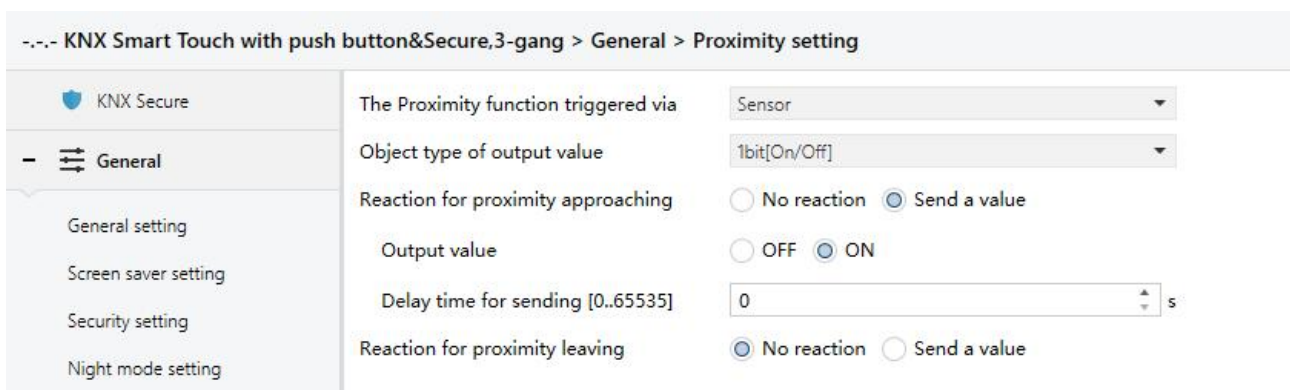 -.-.- KNX Smart Touch with push button&Secure,3-gang > General > Proximity setting
KNX Secure
General
General setting
Screen saver setting
Security setting
Night mode setting
The Proximity function triggered via Sensor
Object type of output value 1bit[On/Off]
Reaction for proximity approaching No reaction Send a value
Output value OFF ON
Delay time for sending [0..65535] 0 s
Reaction for proximity leaving No reaction Send a value